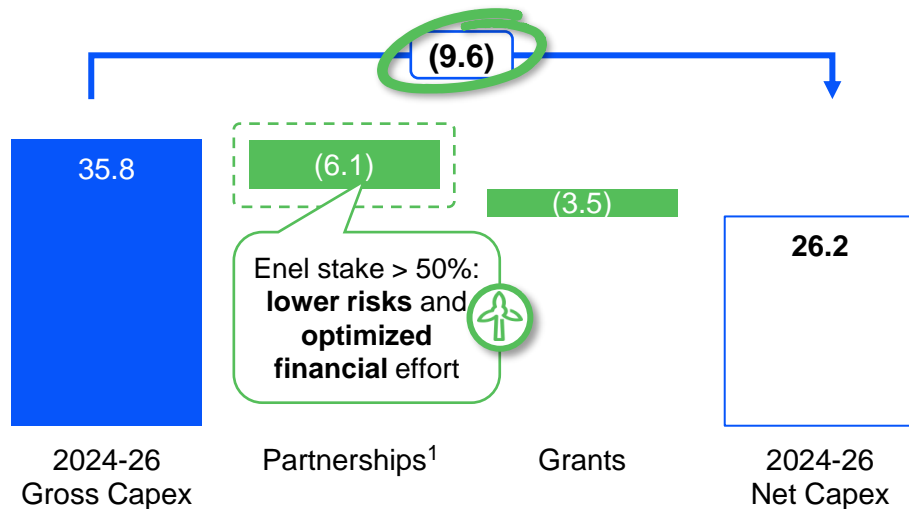 (9.6)
35.8
(6.1)
(3.5)
26.2
Enel stake > 50%:
lower risks and
optimized
financial effort
2024-26
Gross Capex
Partnerships¹
Grants
2024-26
Net Capex